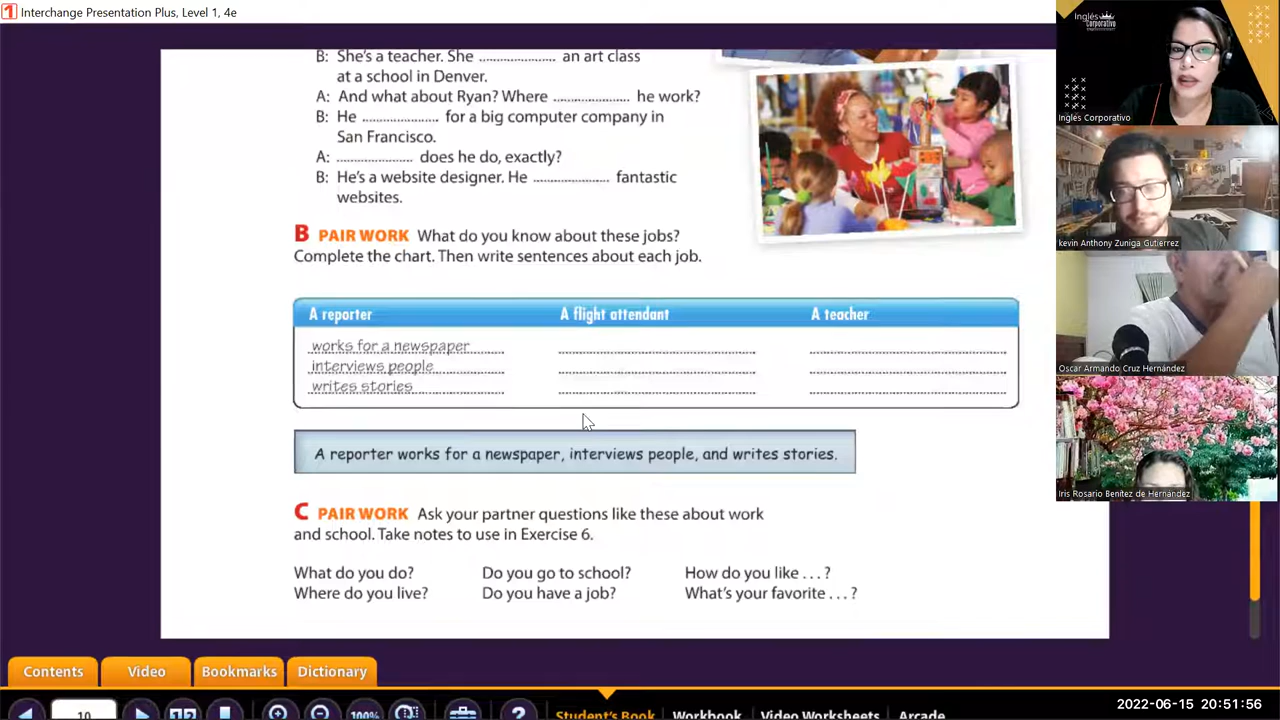 Interchange Presentation Plus, Level 1, 4e
B: She's a teacher. She .................... an art class
at a school in Denver.
A: And what about Ryan? Where .................... he work?
B: He .................... for a big computer company in
San Francisco.
A: .................... does he do, exactly?
B: He's a website designer. He .................... fantastic
websites.
B PAIR WORK What do you know about these jobs?
Complete the chart. Then write sentences about each job.
A reporter A flight attendant A teacher
works for a newspaper
interviews people
writes stories
A reporter works for a newspaper, interviews people, and writes stories.
C PAIR WORK Ask your partner questions like these about work
and school. Take notes to use in Exercise 6.
What do you do? Do you go to school? How do you like . . . ?
Where do you live? Do you have a job? What's your favorite . . . ?
Inglés
Corporativo
Inglés Corporativo
kevin Anthony Zuniga Gutierrez
Oscar Armando Cruz Hernández
Iris Rosario Benítez de Hernández
Contents Video Bookmarks Dictionary
10 100% ? Student's Book Workbook Video Worksheets Arcade
2022-06-15 20:51:56